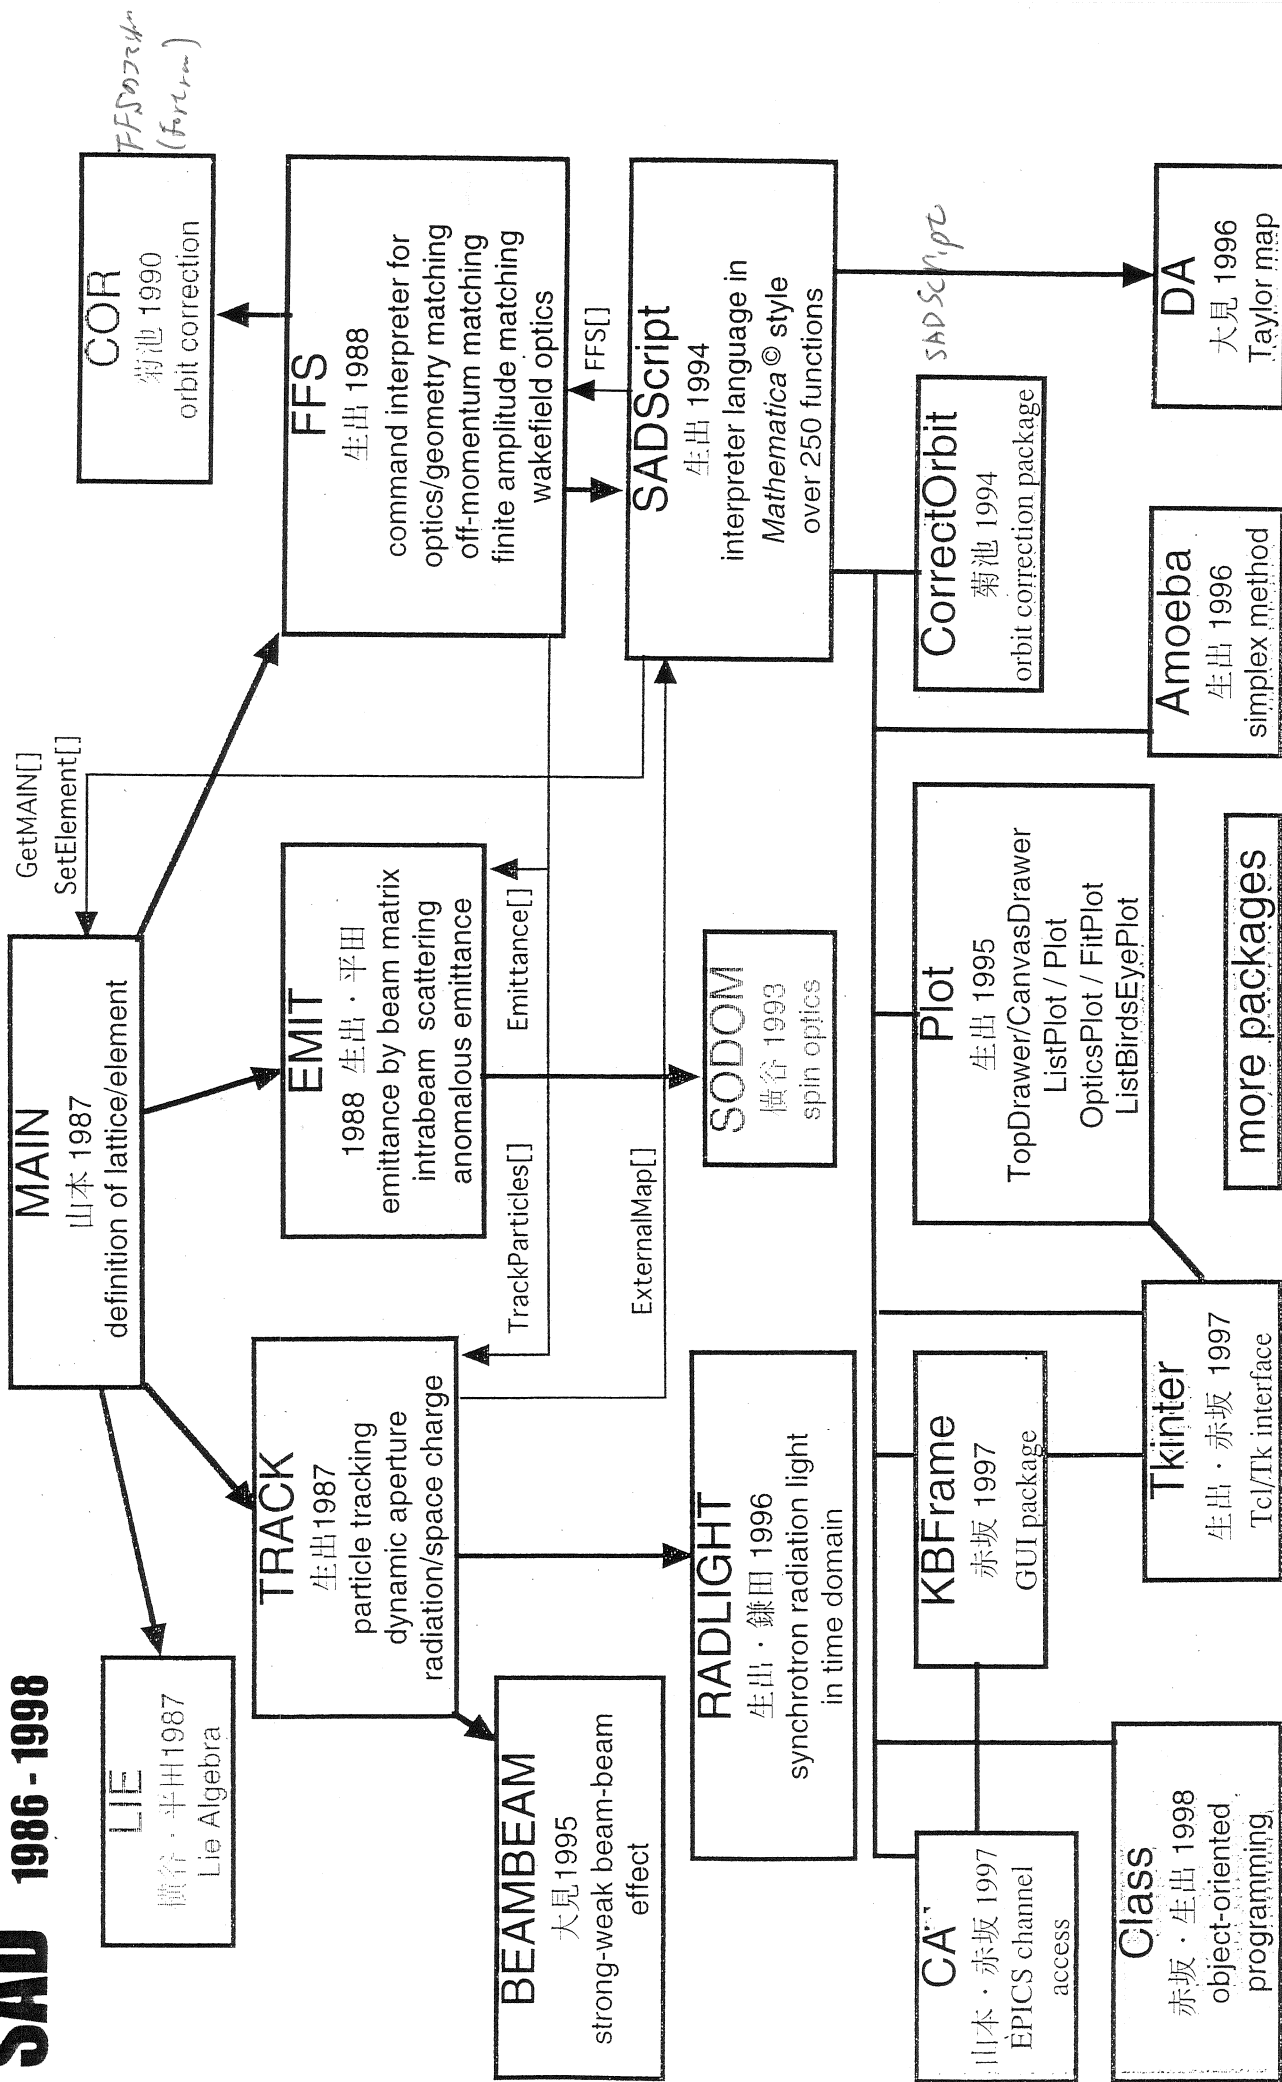 SAD 1986 - 1998
MAIN
山本 1987
definition of lattice/element
GetMAIN[]
SetElement[]
LIE
横谷・平田1987
Lie Algebra
TRACK
生出1987
particle tracking
dynamic aperture
radiation/space charge
EMIT
1988 生出・平田
emittance by beam matrix
intrabeam scattering
anomalous emittance
FFS
生出 1988
command interpreter for
optics/geometry matching
off-momentum matching
finite amplitude matching
wakefield optics
COR
菊池 1990
orbit correction
BEAMBEAM
大見1995
strong-weak beam-beam
effect
TrackParticles[]
Emittance[]
FFS[]
ExternalMap[]
RADLIGHT
生出・鎌田 1996
synchrotron radiation light
in time domain
SODOM
横谷 1993
spin optics
SADScript
生出 1994
interpreter language in
Mathematica© style
over 250 functions
CA
山本・赤坂 1997
EPICS channel
access
KBFrame
赤坂 1997
GUI package
Plot
生出 1995
TopDrawer/CanvasDrawer
ListPlot / Plot
OpticsPlot / FitPlot
ListBirdsEyePlot
CorrectOrbit
菊池 1994
orbit correction package
SADScript
Class
赤坂・生出 1998
object-oriented
programming
Tkinter
生出・赤坂 1997
Tcl/Tk interface
more packages
Amoeba
生出 1996
simplex method
DA
大見 1996
Taylor map